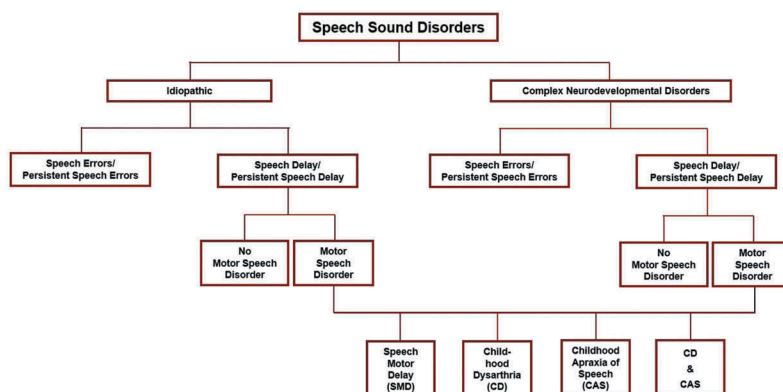 Speech Sound Disorders
Idiopathic
Complex Neurodevelopmental Disorders
Speech Errors/
Persistent Speech Errors
Speech Delay/
Persistent Speech Delay
Speech Errors/
Persistent Speech Errors
Speech Delay/
Persistent Speech Delay
No
Motor Speech
Disorder
Motor
Speech
Disorder
No
Motor Speech
Disorder
Motor
Speech
Disorder
Speech
Motor
Delay
(SMD)
Child-
hood
Dysarthria
(CD)
Childhood
Apraxia of
Speech
(CAS)
CD
&
CAS